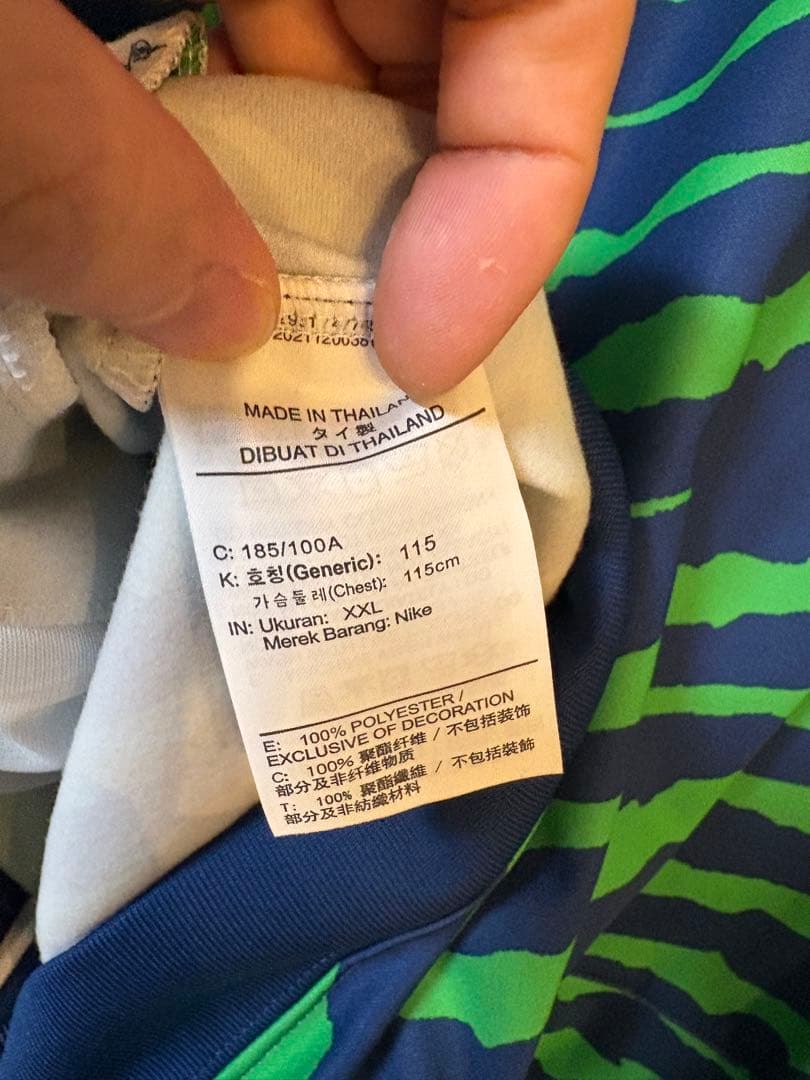 MADE IN THAILAN
タイ製
DIBUAT DI THAILAND
C: 185/100A
K: 호칭(Generic): 115
가슴둘레(Chest): 115cm
IN: Ukuran: XXL
Merek Barang: Nike
E: 100% POLYESTER /
EXCLUSIVE OF DECORATION
C: 100% 聚酯纤维 / 不包括装饰
部分及非纤维物质
T: 100% 聚酯纖維 / 不包括裝飾
部分及非紡織材料